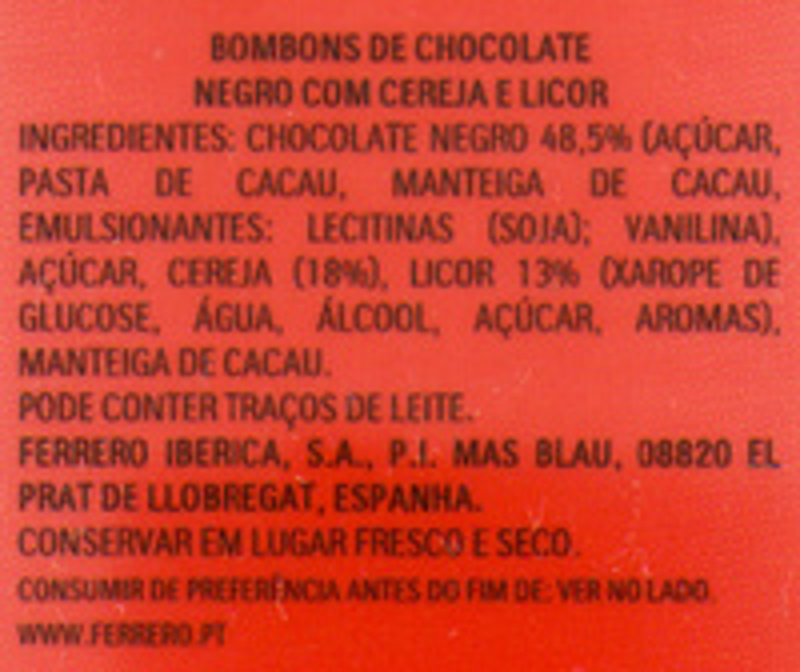 BOMBONS DE CHOCOLATE
NEGRO COM CEREJA E LICOR
INGREDIENTES: CHOCOLATE NEGRO 48,5% (AÇÚCAR,
PASTA DE CACAU, MANTEIGA DE CACAU,
EMULSIONANTES: LECITINAS (SOJA); VANILINA),
AÇÚCAR, CEREJA (18%), LICOR 13% (XAROPE DE
GLUCOSE, ÁGUA, ÁLCOOL, AÇÚCAR, AROMAS),
MANTEIGA DE CACAU.
PODE CONTER TRAÇOS DE LEITE.
FERRERO IBERICA, S.A., P.I. MAS BLAU, 08820 EL
PRAT DE LLOBREGAT, ESPANHA.
CONSERVAR EM LUGAR FRESCO E SECO.
CONSUMIR DE PREFERÊNCIA ANTES DO FIM DE: VER NO LADO.
WWW.FERRERO.PT